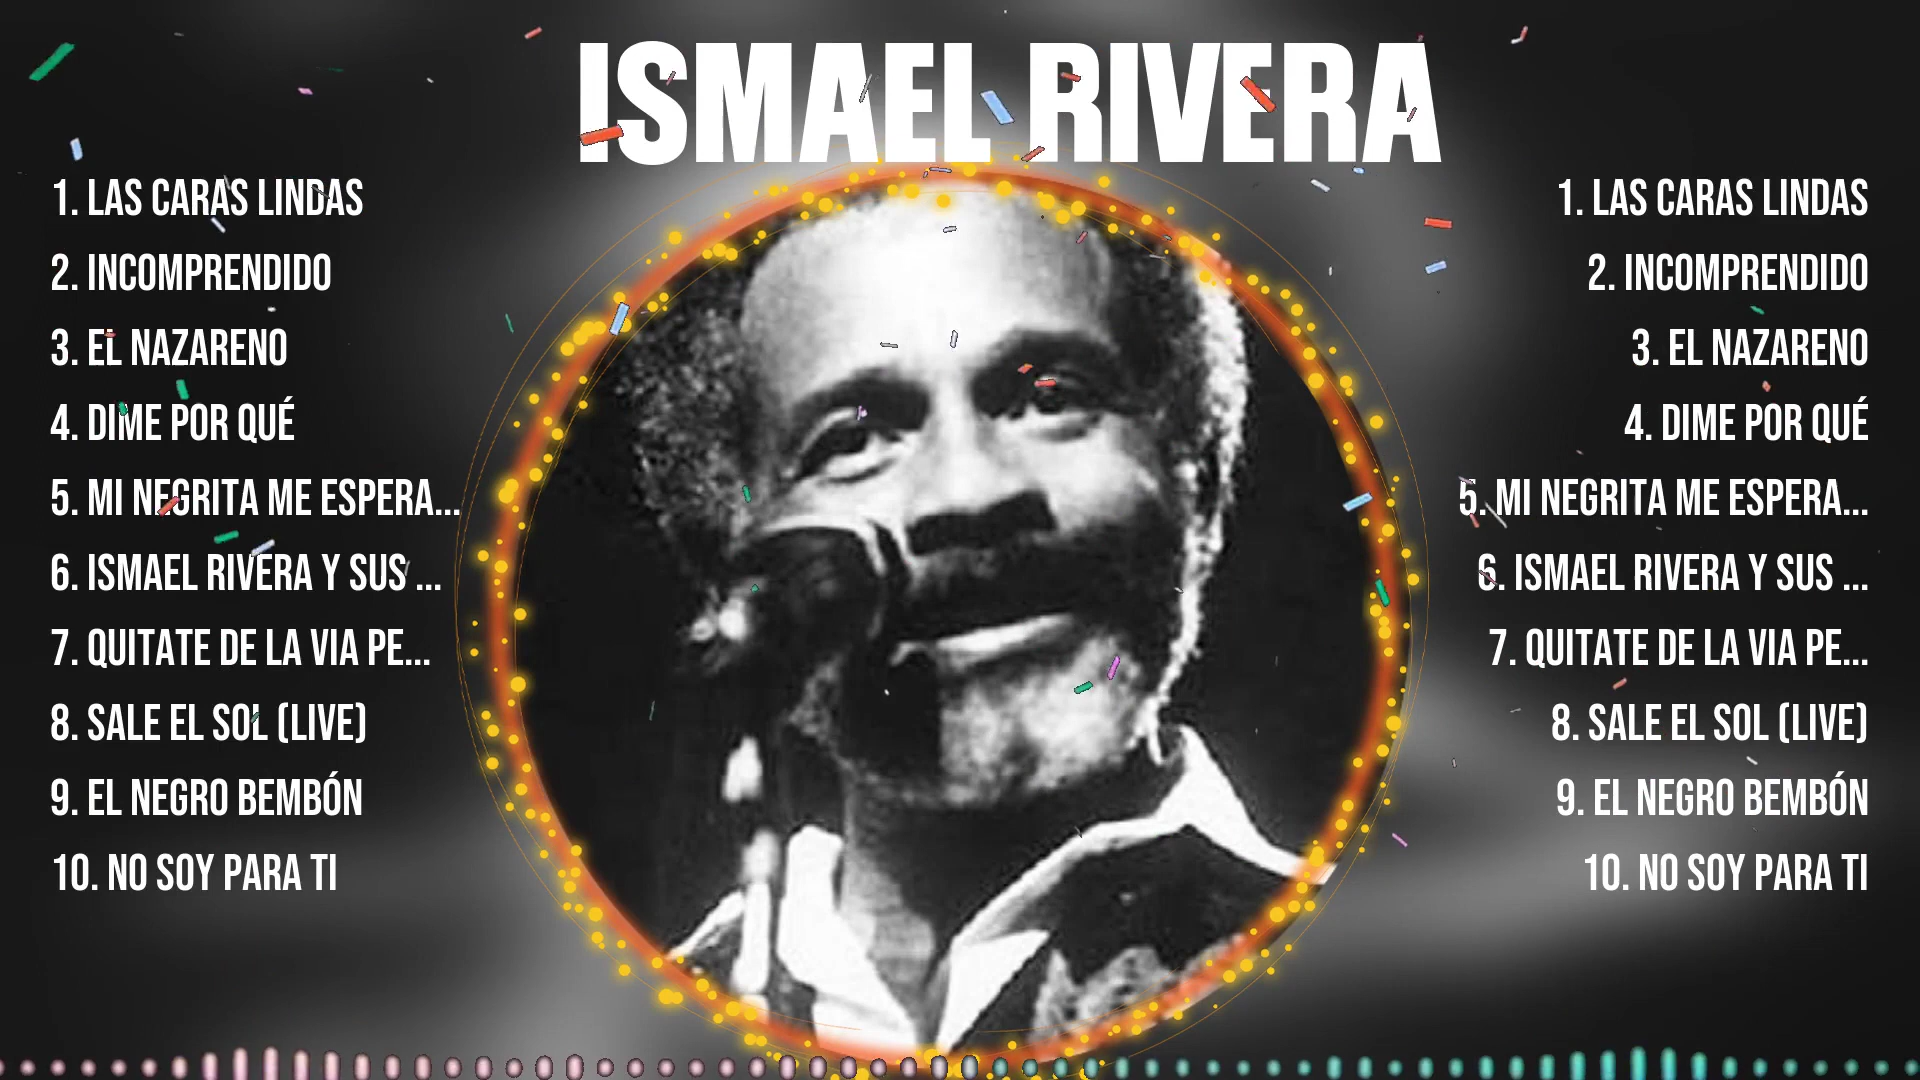 ISMAEL RIVERA
1. LAS CARAS LINDAS
2. INCOMPRENDIDO
3. EL NAZARENO
4. DIME POR QUÉ
5. MI NEGRITA ME ESPERA...
6. ISMAEL RIVERA Y SUS ...
7. QUITATE DE LA VIA PE...
8. SALE EL SOL (LIVE)
9. EL NEGRO BEMBÓN
10. NO SOY PARA TI
1. LAS CARAS LINDAS
2. INCOMPRENDIDO
3. EL NAZARENO
4. DIME POR QUÉ
5. MI NEGRITA ME ESPERA...
6. ISMAEL RIVERA Y SUS ...
7. QUITATE DE LA VIA PE...
8. SALE EL SOL (LIVE)
9. EL NEGRO BEMBÓN
10. NO SOY PARA TI